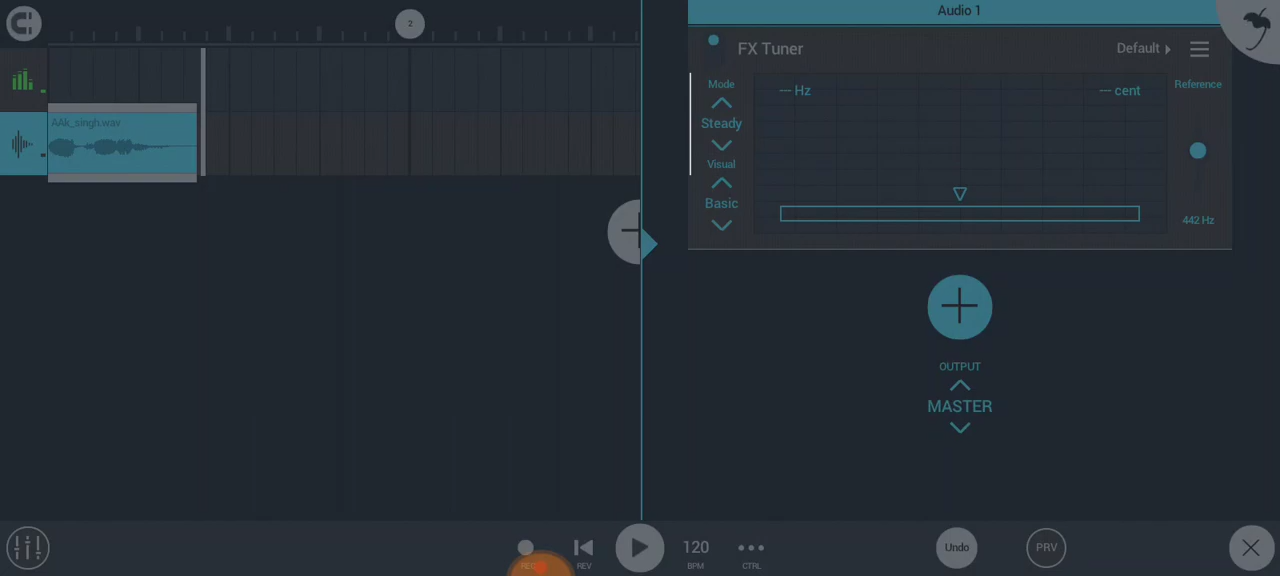 2
Audio 1
FX Tuner
Default
Mode
Steady
Visual
Basic
--- Hz
--- cent
Reference
442 Hz
AAk_singh.wav
OUTPUT
MASTER
REC
REV
120
BPM
CTRL
Undo
PRV